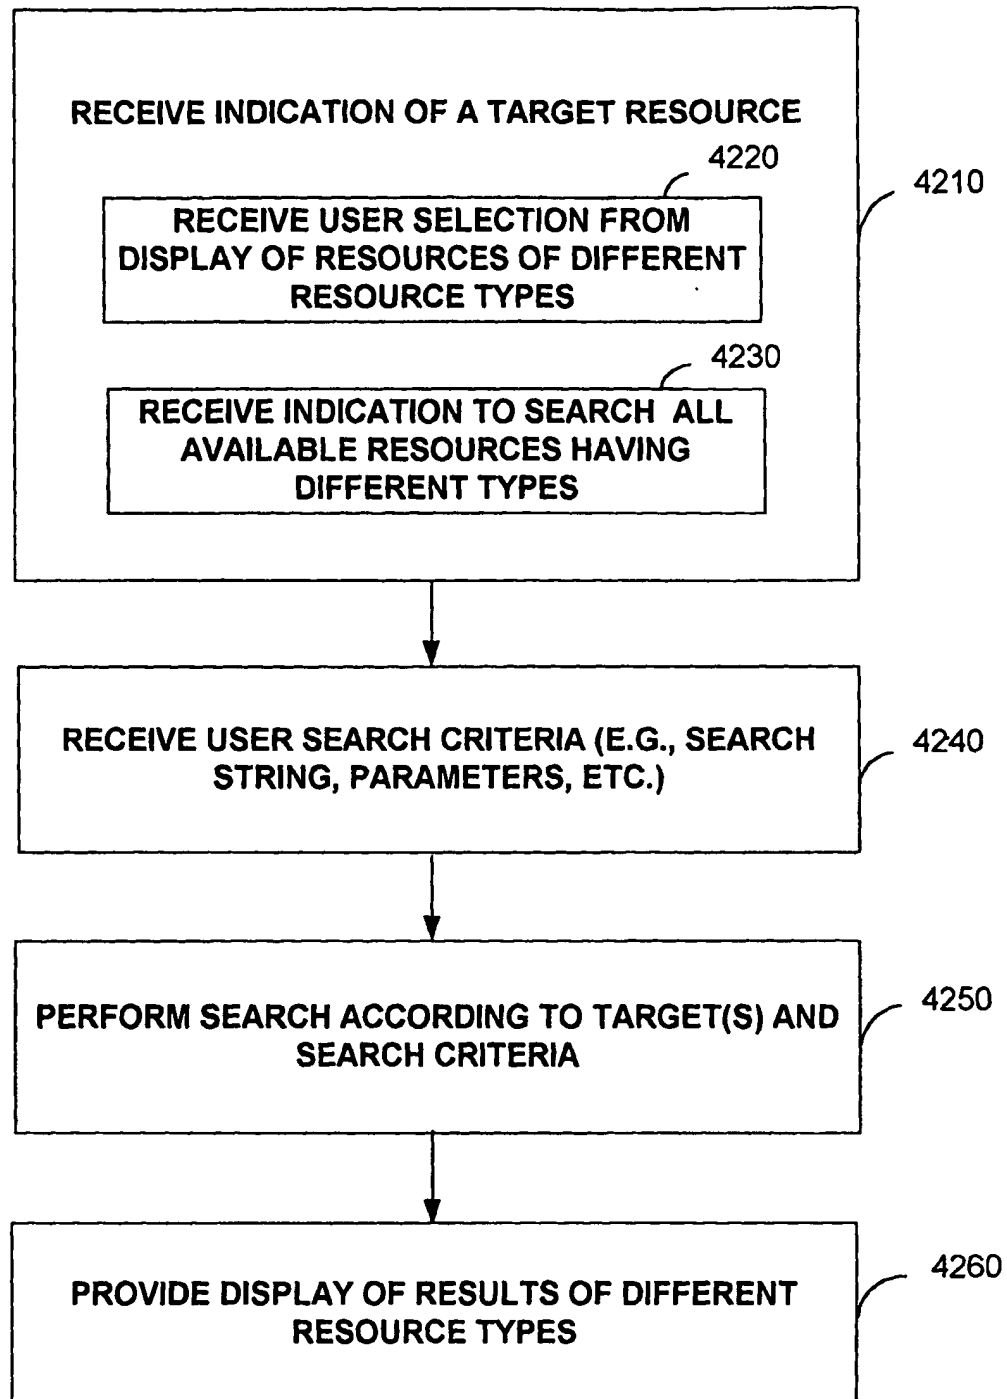 RECEIVE INDICATION OF A TARGET RESOURCE
4210
4220
RECEIVE USER SELECTION FROM
DISPLAY OF RESOURCES OF DIFFERENT
RESOURCE TYPES
4230
RECEIVE INDICATION TO SEARCH ALL
AVAILABLE RESOURCES HAVING
DIFFERENT TYPES
RECEIVE USER SEARCH CRITERIA (E.G., SEARCH
STRING, PARAMETERS, ETC.)
4240
PERFORM SEARCH ACCORDING TO TARGET(S) AND
SEARCH CRITERIA
4250
PROVIDE DISPLAY OF RESULTS OF DIFFERENT
RESOURCE TYPES
4260